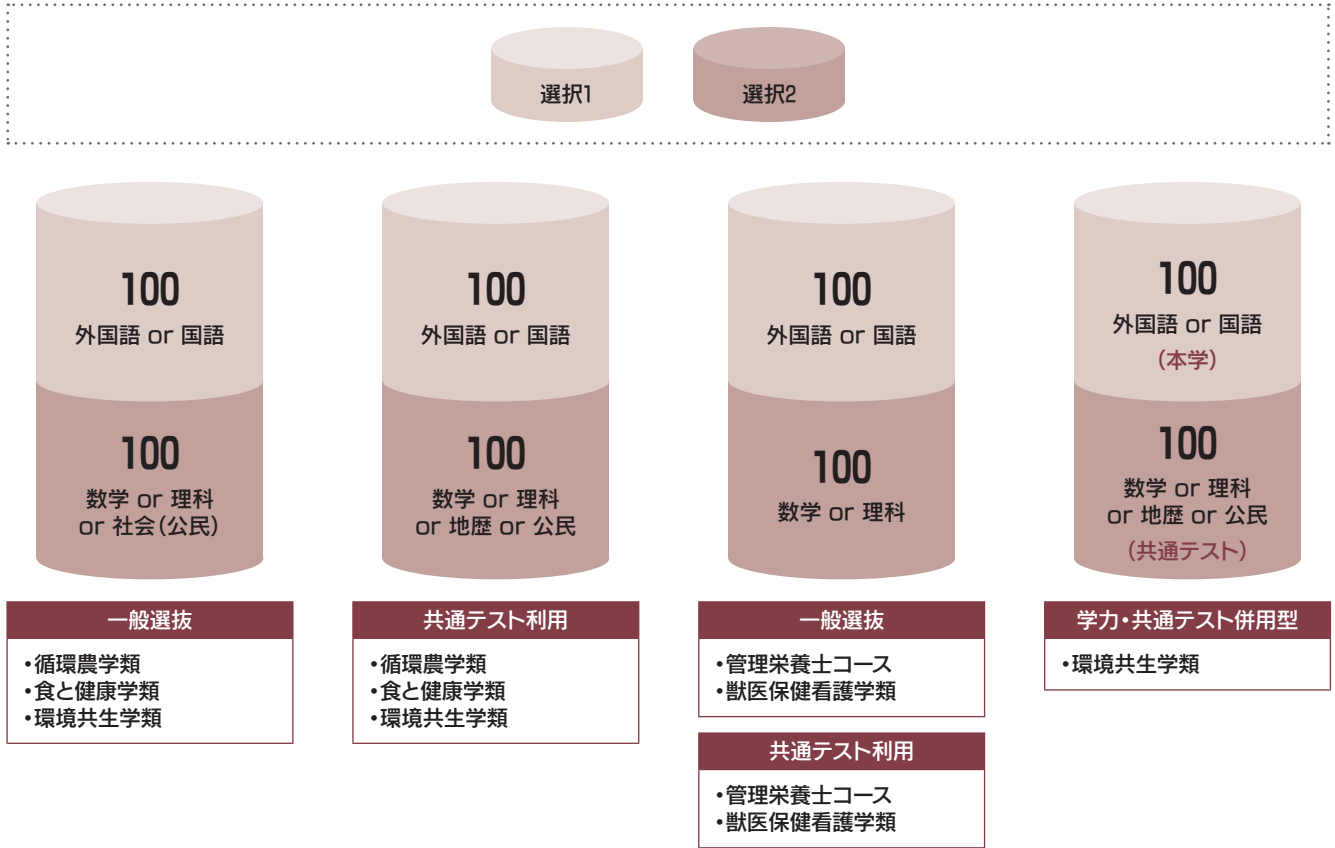 選択1
選択2
100
外国語 or 国語
100
数学 or 理科
or 社会（公民）
一般選抜
・循環農学類
・食と健康学類
・環境共生学類
100
外国語 or 国語
100
数学 or 理科
or 地歴 or 公民
共通テスト利用
・循環農学類
・食と健康学類
・環境共生学類
100
外国語 or 国語
100
数学 or 理科
一般選抜
・管理栄養士コース
・獣医保健看護学類
共通テスト利用
・管理栄養士コース
・獣医保健看護学類
100
外国語 or 国語
（本学）
100
数学 or 理科
or 地歴 or 公民
（共通テスト）
学力・共通テスト併用型
・環境共生学類